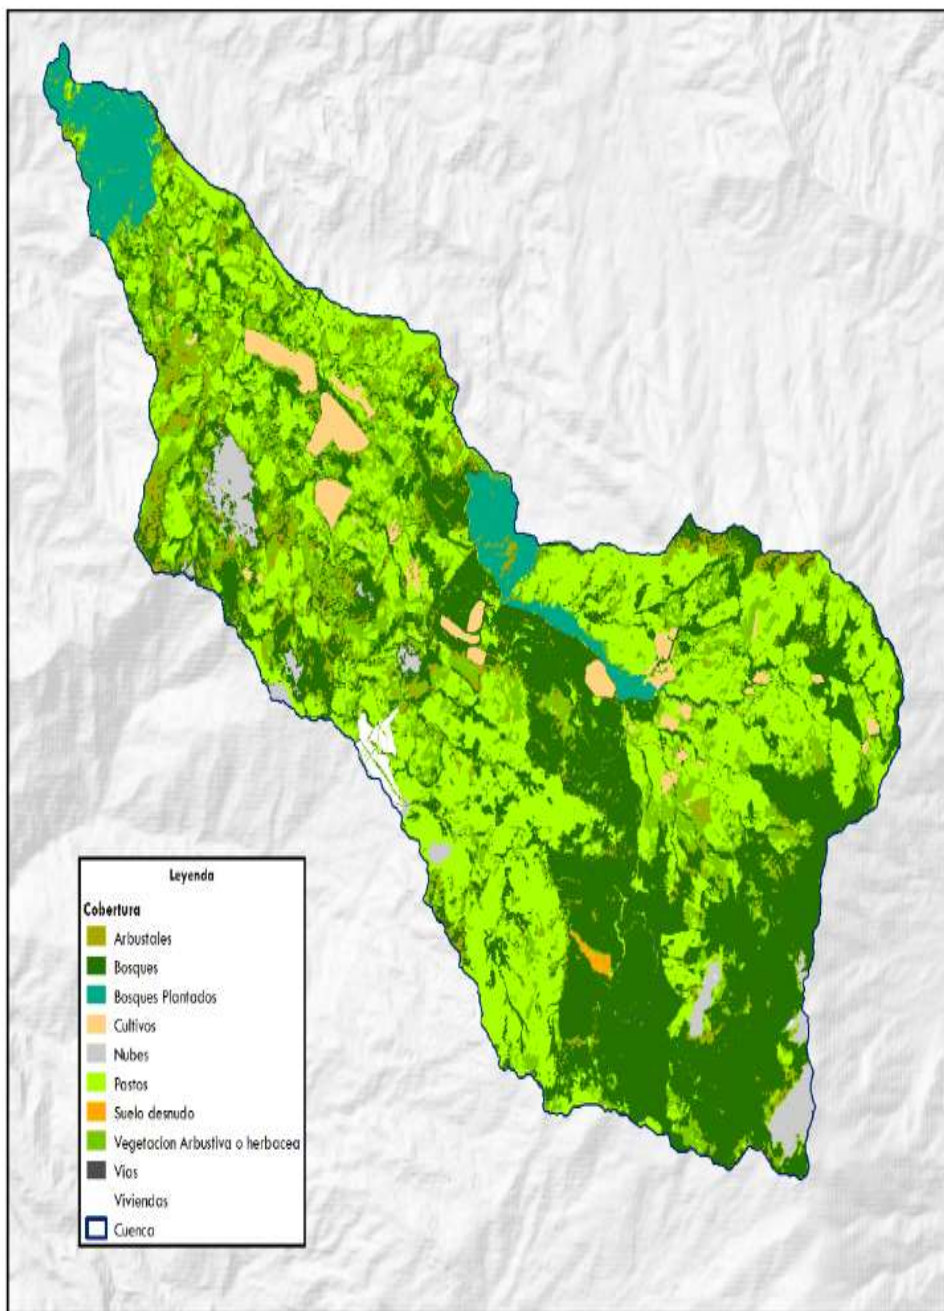 Leyenda
Cobertura
Arbustales
Bosques
Bosques Plantados
Cultivos
Nubes
Pastos
Suelo desnudo
Vegetacion Arbustiva o herbacea
Vias
Viviendas
Cuenca